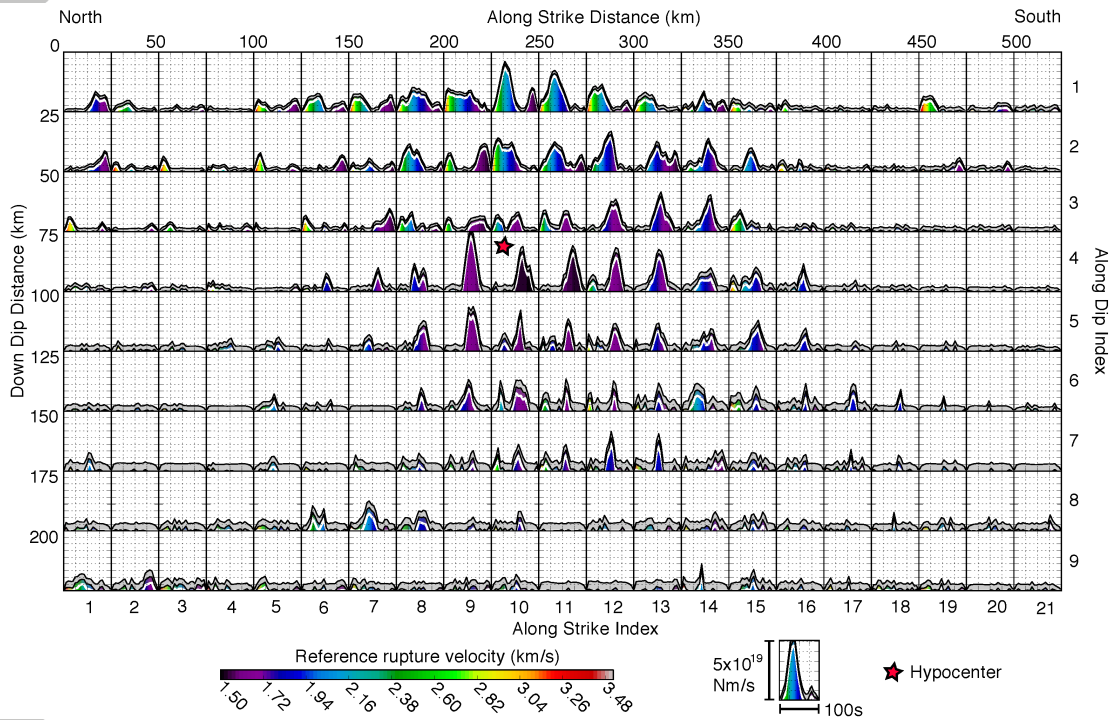 North Along Strike Distance (km) South
0 50 100 150 200 250 300 350 400 450 500
1
25
2
50
3
75
4
100
5
125
6
150
7
175
8
200
9
Down Dip Distance (km)
Along Dip Index
1 2 3 4 5 6 7 8 9 10 11 12 13 14 15 16 17 18 19 20 21
Along Strike Index
Reference rupture velocity (km/s)
1.50 1.72 1.94 2.16 2.38 2.60 2.82 3.04 3.26 3.48
5x10¹⁹
Nm/s
100s
Hypocenter